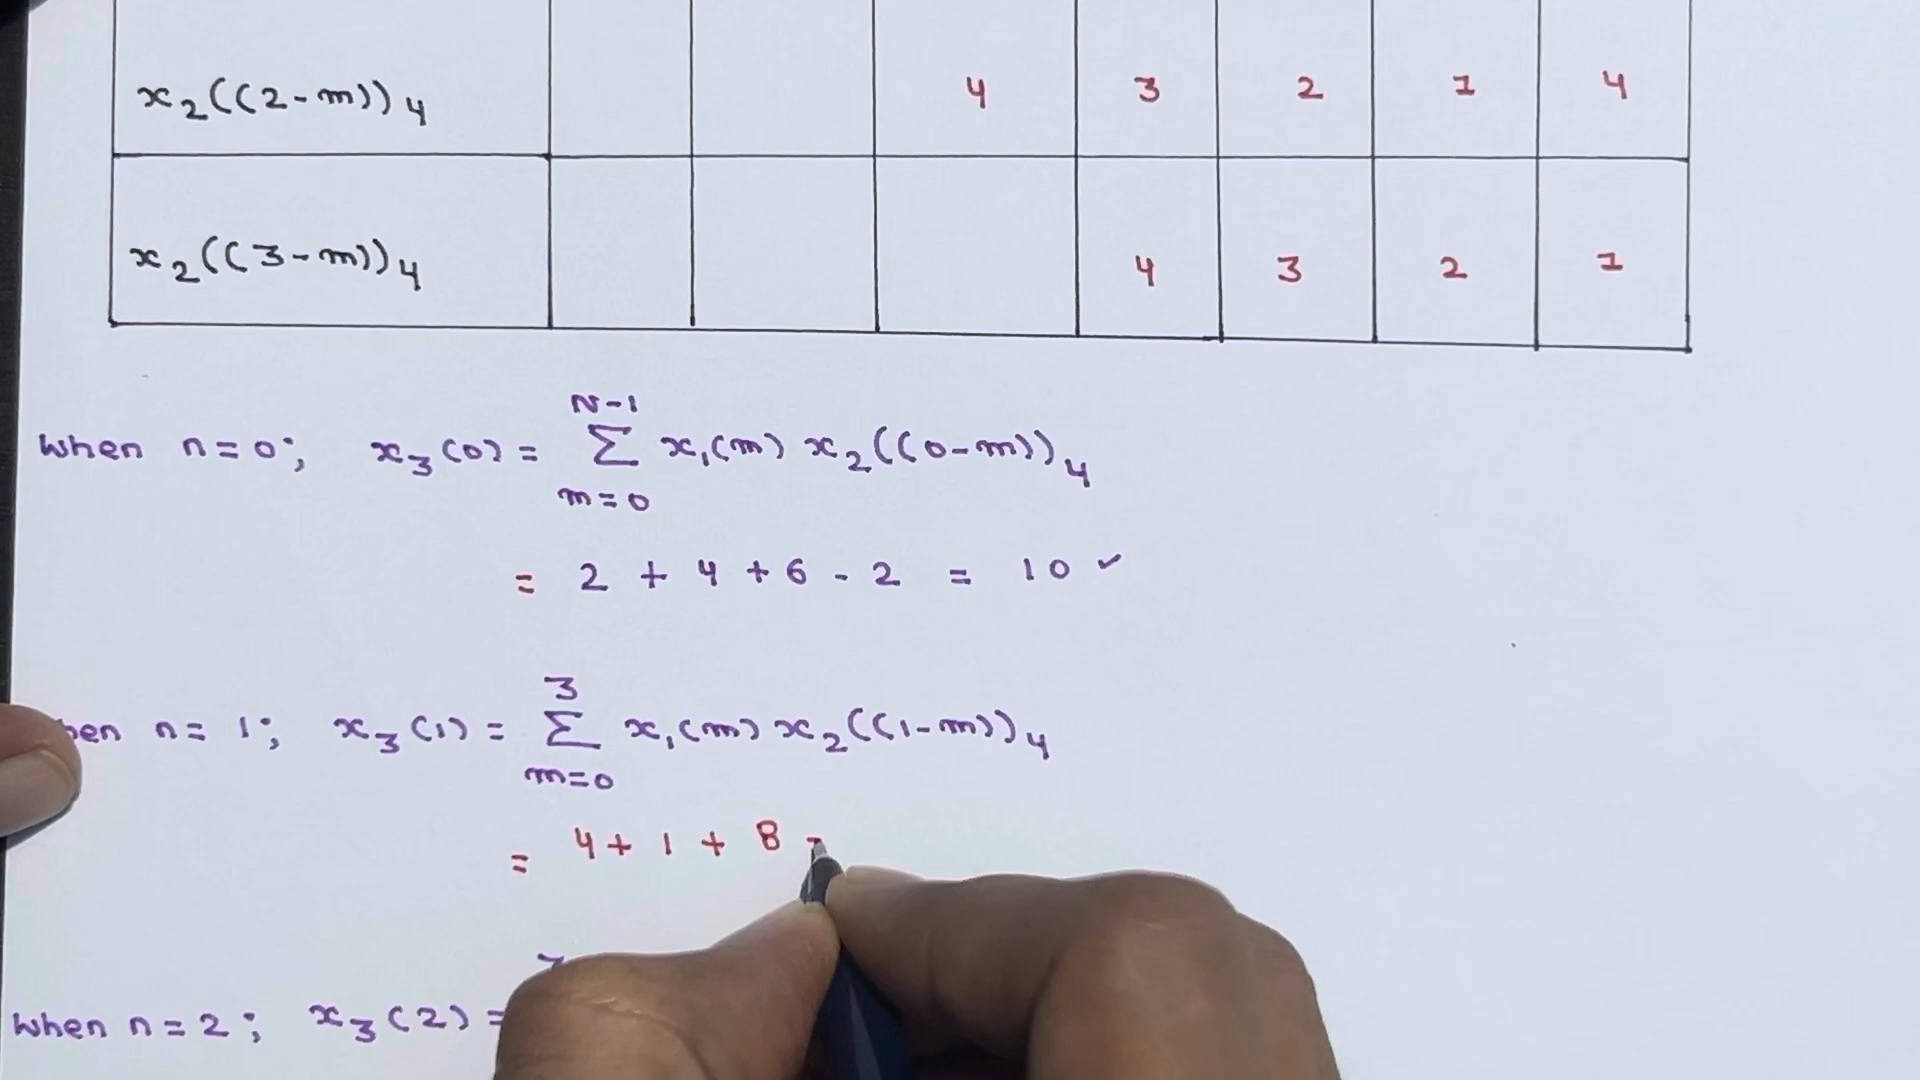 x₂((2-m))₄ 4 3 2 1 4
x₂((3-m))₄ 4 3 2 1
N-1
When n=0; x₃(0) = Σ x₁(m) x₂((0-m))₄
m=0
= 2 + 4 + 6 - 2 = 10 ✓
3
n= 1; x₃(1) = Σ x₁(m) x₂((1-m))₄
m=0
= 4 + 1 + 8 -
When n=2; x₃(2) =